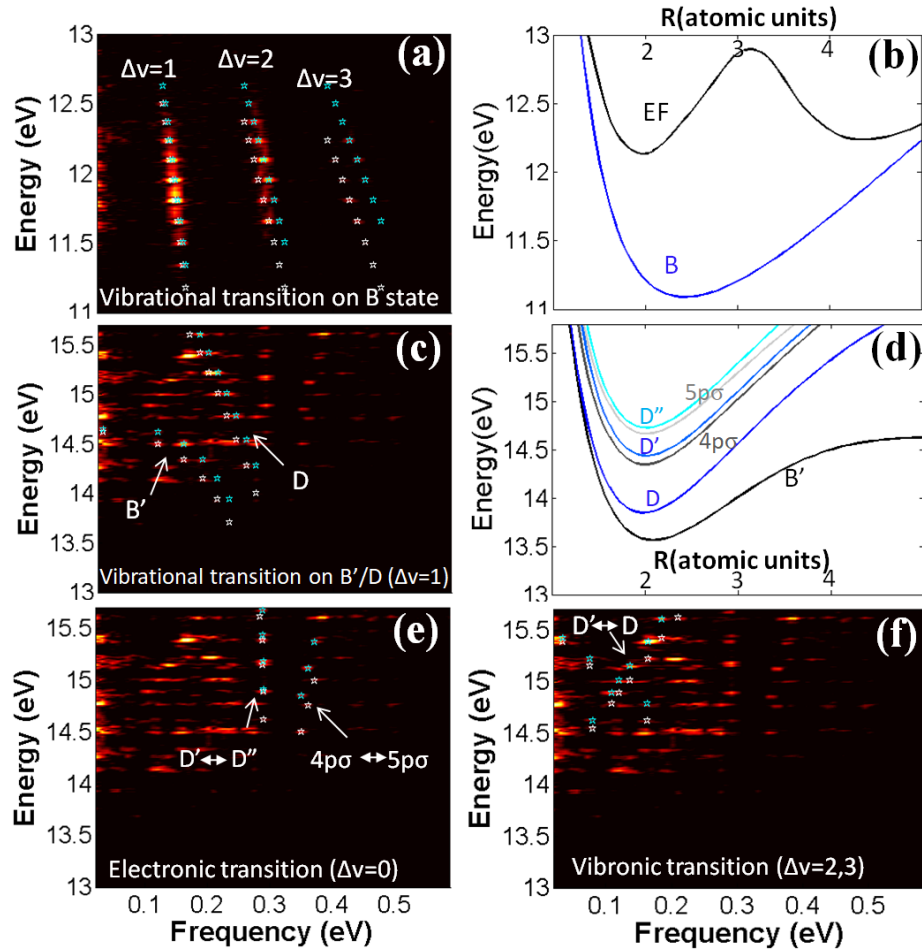 R(atomic units)
13
12.5
12
11.5
11
Energy (eV)
Δv=1
Δv=2
Δv=3
(a)
Vibrational transition on B state
13
12.5
12
11.5
11
Energy(eV)
2
3
4
(b)
EF
B
15.5
15
14.5
14
13.5
13
Energy (eV)
(c)
B’
D
Vibrational transition on B’/D (Δv=1)
15.5
15
14.5
14
13.5
13
Energy(eV)
(d)
5pσ
D”
D’
4pσ
D
B’
R(atomic units)
2
3
4
15.5
15
14.5
14
13.5
13
Energy (eV)
(e)
D’↔D”
4pσ ↔5pσ
Electronic transition (Δv=0)
0.1
0.2
0.3
0.4
0.5
Frequency (eV)
15.5
15
14.5
14
13.5
13
Energy (eV)
D’↔D
(f)
Vibronic transition (Δv=2,3)
0.1
0.2
0.3
0.4
0.5
Frequency (eV)